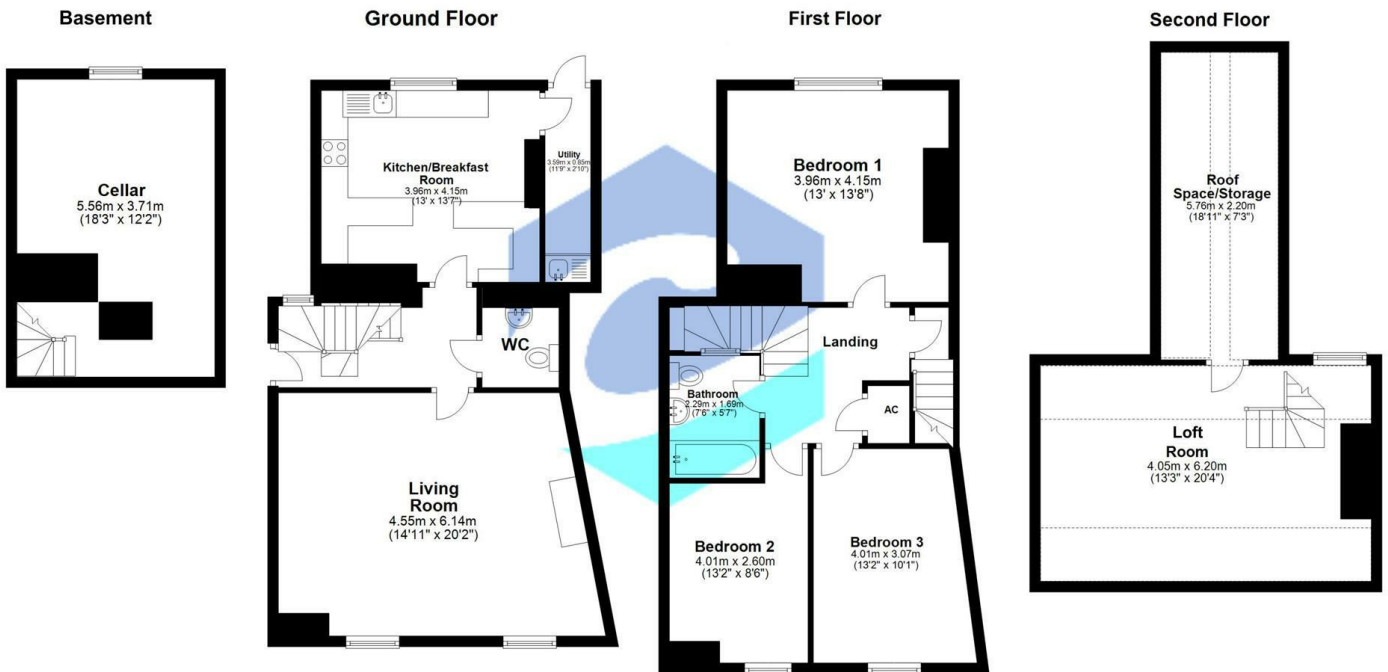 Basement
Ground Floor
First Floor
Second Floor
Cellar
5.56m x 3.71m
(18'3" x 12'2")
Kitchen/Breakfast
Room
3.96m x 4.15m
(13' x 13'7")
Utility
3.59m x 0.85m
(11'9" x 2'10")
WC
Living
Room
4.55m x 6.14m
(14'11" x 20'2")
Bedroom 1
3.96m x 4.15m
(13' x 13'8")
Landing
Bathroom
2.29m x 1.69m
(7'6" x 5'7")
AC
Bedroom 2
4.01m x 2.60m
(13'2" x 8'6")
Bedroom 3
4.01m x 3.07m
(13'2" x 10'1")
Roof
Space/Storage
5.76m x 2.20m
(18'11" x 7'3")
Loft
Room
4.05m x 6.20m
(13'3" x 20'4")